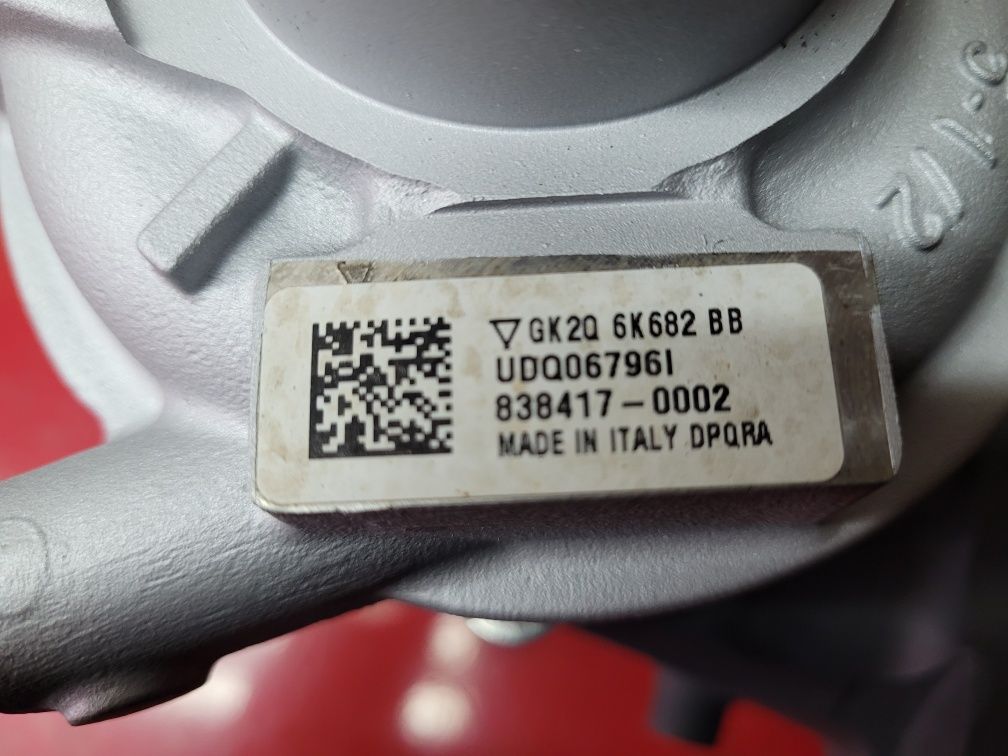 ▽GK2Q 6K682 BB
UDQ06796I
838417-0002
MADE IN ITALY DPQRA